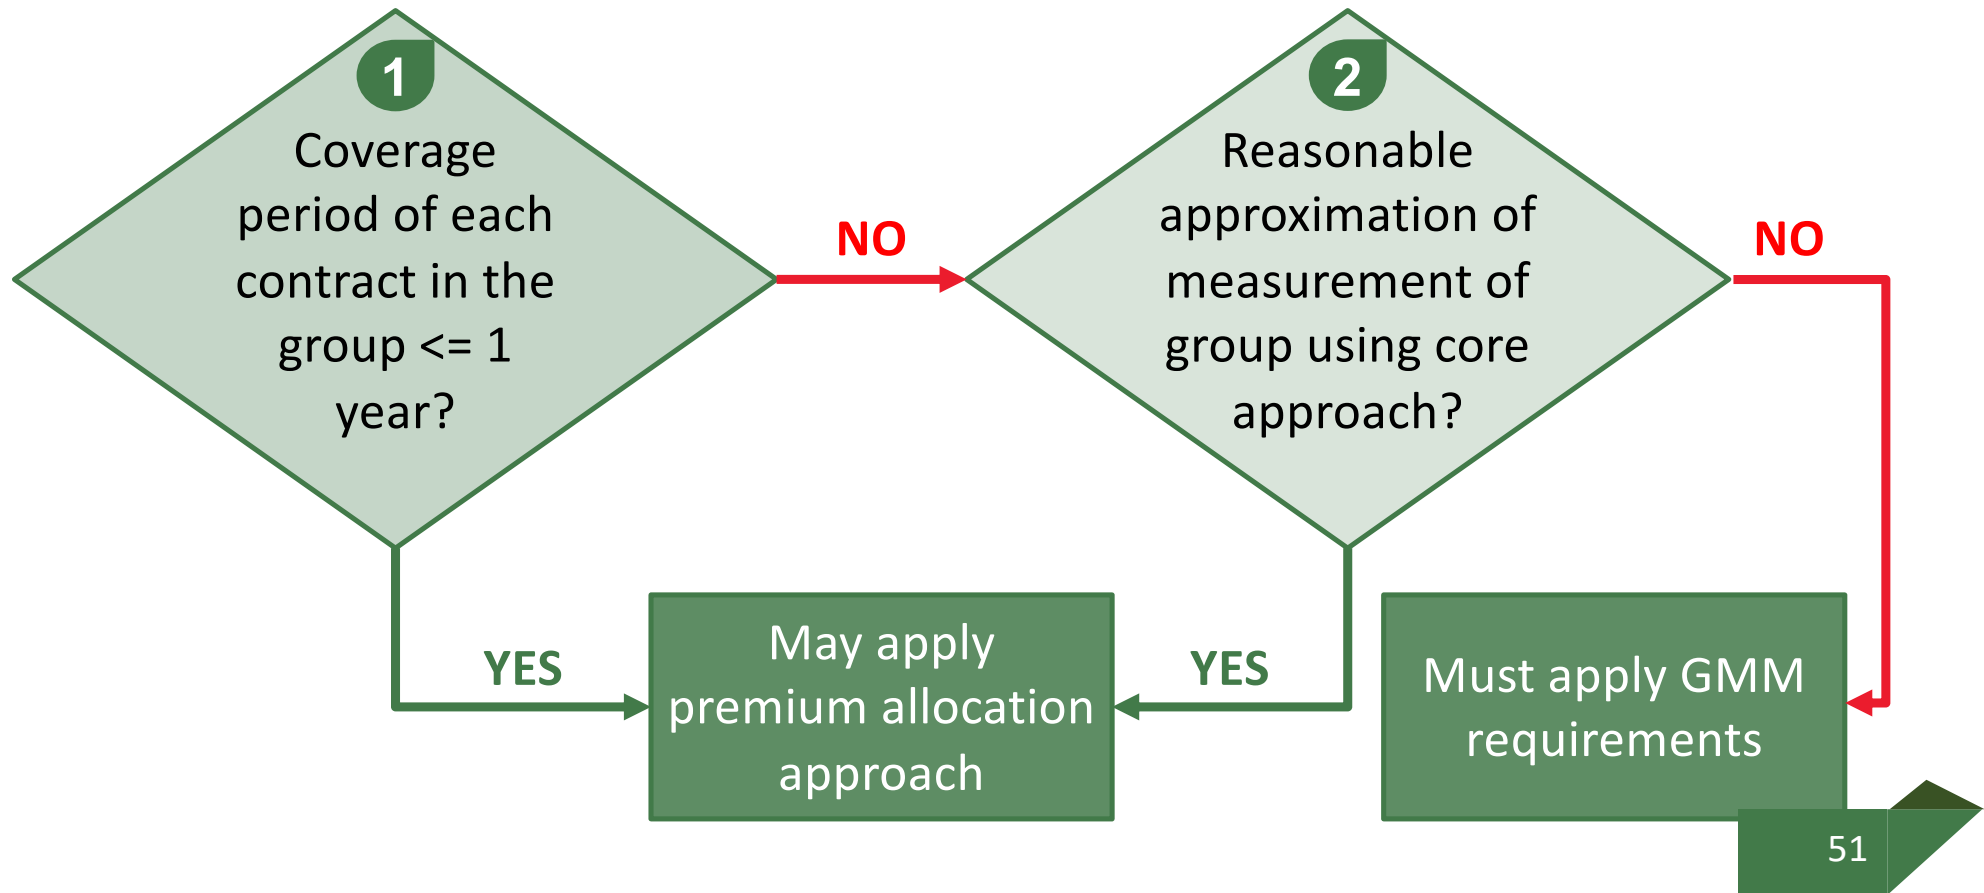 1
Coverage
period of each
contract in the
group <= 1
year?
NO
2
Reasonable
approximation of
measurement of
group using core
approach?
NO
YES
May apply
premium allocation
approach
YES
Must apply GMM
requirements
51